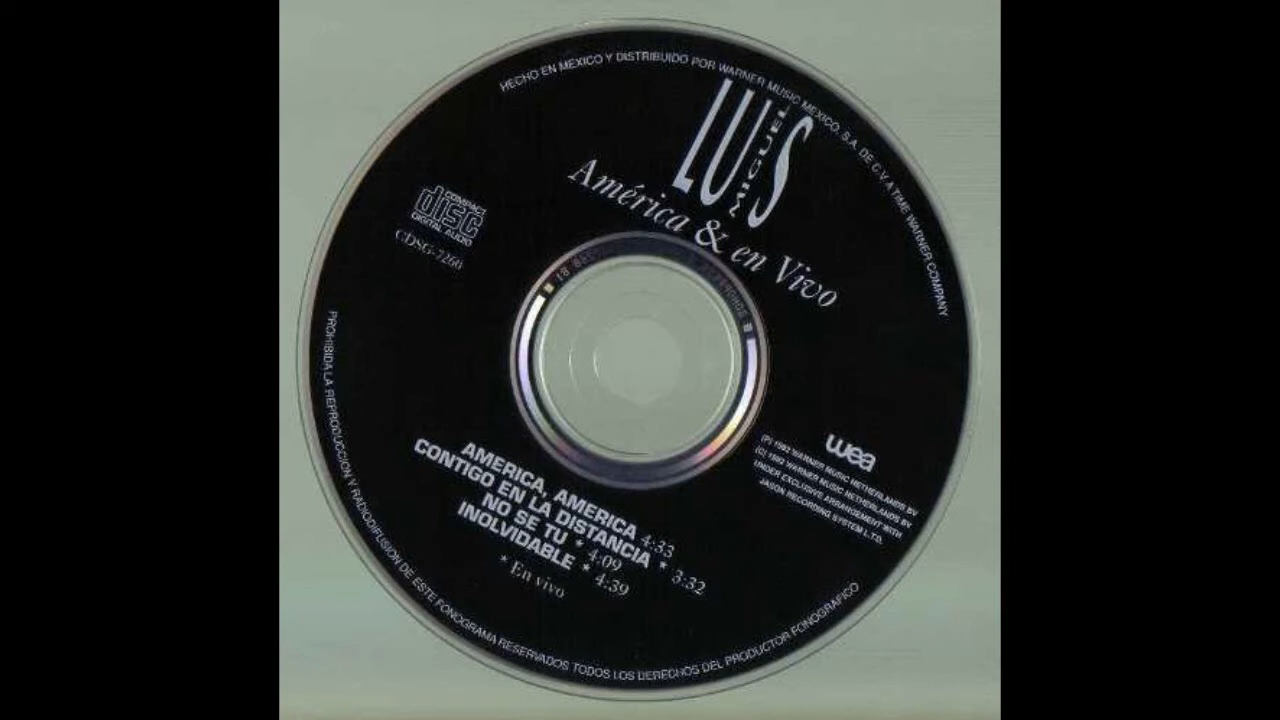 HECHO EN MEXICO Y DISTRIBUIDO POR WARNER MUSIC MEXICO, S.A. DE C.V. A TIME WARNER COMPANY
LUIS
MIGUEL
América & en Vivo
COMPACT
disc
DIGITAL AUDIO
CDSG-7260
wea
(P) 1992 WARNER MUSIC NETHERLANDS BV
(C) 1992 WARNER MUSIC NETHERLANDS BV
UNDER EXCLUSIVE ARRANGEMENT WITH
JASON RECORDING SYSTEM L.T.D.
AMERICA, AMERICA 4:33
CONTIGO EN LA DISTANCIA * 3:32
NO SE TU * 4:09
INOLVIDABLE * 4:39
* En vivo
PROHIBIDA LA REPRODUCCION Y RADIODIFUSION DE ESTE FONOGRAMA RESERVADOS TODOS LOS DERECHOS DEL PRODUCTOR FONOGRAFICO